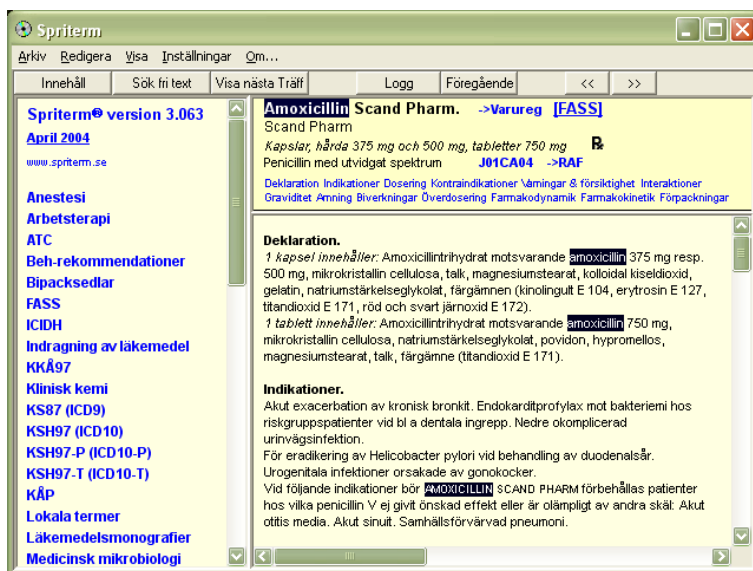 Spriterm
Arkiv Redigera Visa Inställningar Om...
Innehåll Sök fri text Visa nästa Träff Logg Föregående << >>
Spriterm® version 3.063
April 2004
www.spriterm.se
Anestesi
Arbetsterapi
ATC
Beh-rekommendationer
Bipacksedlar
FASS
ICIDH
Indragning av läkemedel
KKÅ97
Klinisk kemi
KS87 (ICD9)
KSH97 (ICD10)
KSH97-P (ICD10-P)
KSH97-T (ICD10-T)
KÅP
Lokala termer
Läkemedelsmonografier
Medicinsk mikrobiologi
Amoxicillin Scand Pharm. ->Varureg [FASS]
Scand Pharm
Kapslar, hårda 375 mg och 500 mg, tabletter 750 mg ℞
Penicillin med utvidgat spektrum J01CA04 ->RAF
Deklaration Indikationer Dosering Kontraindikationer Varningar & försiktighet Interaktioner
Graviditet Amning Biverkningar Överdosering Farmakodynamik Farmakokinetik Förpackningar
Deklaration.
1 kapsel innehåller: Amoxicillintrihydrat motsvarande amoxicillin 375 mg resp.
500 mg, mikrokristallin cellulosa, talk, magnesiumstearat, kolloidal kiseldioxid,
gelatin, natriumstärkelseglykolat, färgämnen (kinolingult E 104, erytrosin E 127,
titandioxid E 171, röd och svart järnoxid E 172).
1 tablett innehåller: Amoxicillintrihydrat motsvarande amoxicillin 750 mg,
mikrokristallin cellulosa, natriumstärkelseglykolat, povidon, hypromellos,
magnesiumstearat, talk, färgämne (titandioxid E 171).
Indikationer.
Akut exacerbation av kronisk bronkit. Endokarditprofylax mot bakteriemi hos
riskgruppspatienter vid bl a dentala ingrepp. Nedre okomplicerad
urinvägsinfektion.
För eradikering av Helicobacter pylori vid behandling av duodenalsår.
Urogenitala infektioner orsakade av gonokocker.
Vid följande indikationer bör AMOXICILLIN SCAND PHARM förbehållas patienter
hos vilka penicillin V ej givit önskad effekt eller är olämpligt av andra skäl: Akut
otitis media. Akut sinuit. Samhällsförvärvad pneumoni.